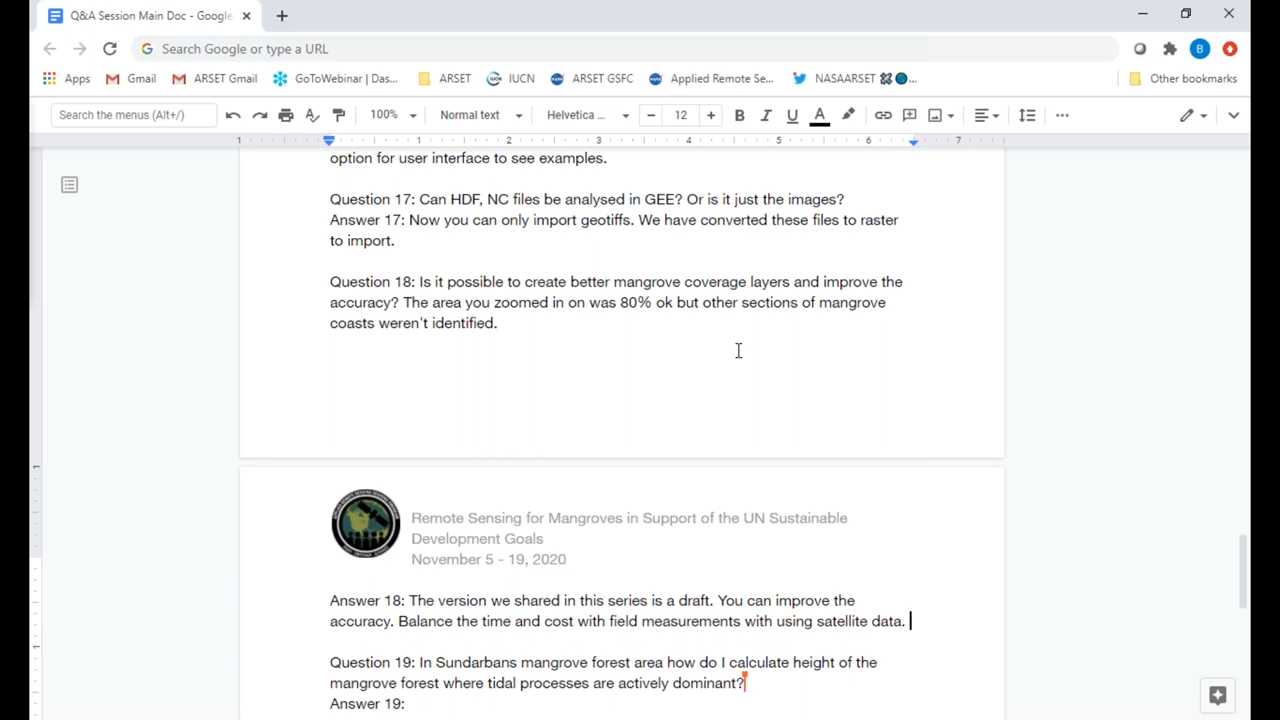 Q&A Session Main Doc - Google
Search Google or type a URL
Apps
Gmail
ARSET Gmail
GoToWebinar | Das...
ARSET
IUCN
ARSET GSFC
Applied Remote Se...
NASAARSET
Other bookmarks
Search the menus (Alt+/)
100%
Normal text
Helvetica ...
12
B I U A
1 1 2 3 4 5 6 7
option for user interface to see examples.
Question 17: Can HDF, NC files be analysed in GEE? Or is it just the images?
Answer 17: Now you can only import geotiffs. We have converted these files to raster
to import.
Question 18: Is it possible to create better mangrove coverage layers and improve the
accuracy? The area you zoomed in on was 80% ok but other sections of mangrove
coasts weren't identified.
Remote Sensing for Mangroves in Support of the UN Sustainable
Development Goals
November 5 - 19, 2020
Answer 18: The version we shared in this series is a draft. You can improve the
accuracy. Balance the time and cost with field measurements with using satellite data.
Question 19: In Sundarbans mangrove forest area how do I calculate height of the
mangrove forest where tidal processes are actively dominant?
Answer 19: